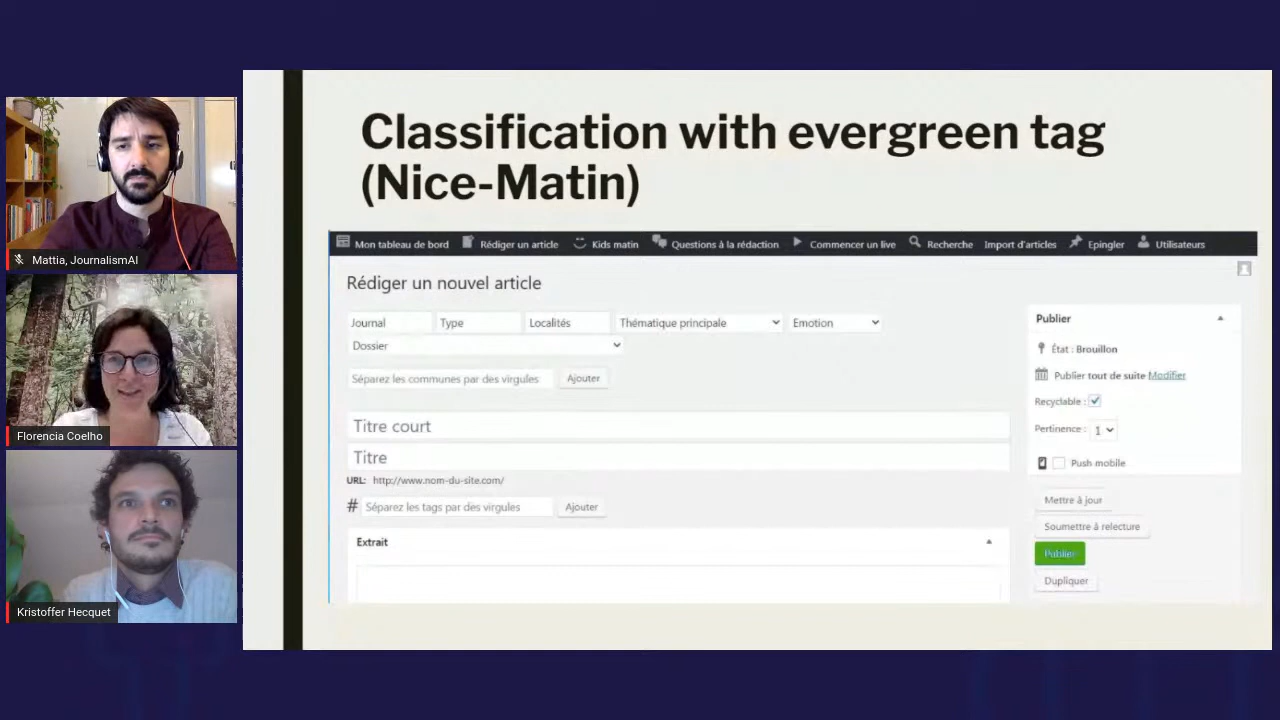 Classification with evergreen tag
(Nice-Matin)
Mon tableau de bord Rédiger un article Kids matin Questions à la rédaction Commencer un live Recherche Import d'articles Epingler Utilisateurs
Rédiger un nouvel article
Journal Type Localités Thématique principale Emotion
Dossier
Séparez les communes par des virgules Ajouter
Titre court
Titre
URL: http://www.nom-du-site.com/
# Séparez les tags par des virgules Ajouter
Extrait
Publier
État : Brouillon
Publier tout de suite Modifier
Recyclable :
Pertinence : 1
Push mobile
Mettre à jour
Soumettre à relecture
Publier
Dupliquer
Mattia, JournalismAI
Florencia Coelho
Kristoffer Hecquet